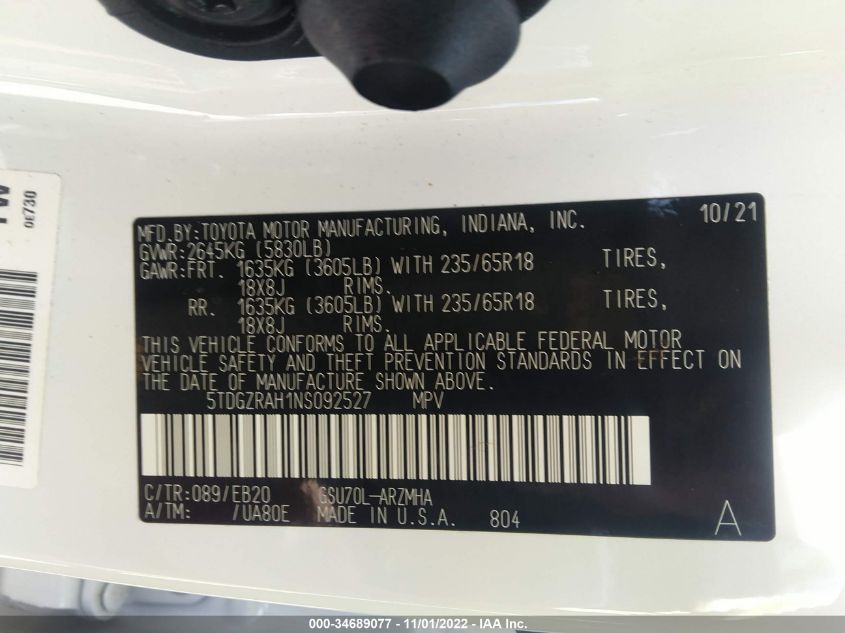 0E730
MFD.BY:TOYOTA MOTOR MANUFACTURING, INDIANA, INC. 10/21
GVWR:2645KG (5830LB)
GAWR:FRT. 1635KG (3605LB) WITH 235/65R18 TIRES,
18X8J RIMS.
RR. 1635KG (3605LB) WITH 235/65R18 TIRES,
18X8J RIMS.
THIS VEHICLE CONFORMS TO ALL APPLICABLE FEDERAL MOTOR
VEHICLE SAFETY AND THEFT PREVENTION STANDARDS IN EFFECT ON
THE DATE OF MANUFACTURE SHOWN ABOVE.
5TDGZRAH1NS092527 MPV
C/TR:089/EB20 GSU70L-ARZMHA
A/TM: /UA80E MADE IN U.S.A. 804 A
000-34689077 - 11/01/2022 - IAA Inc.